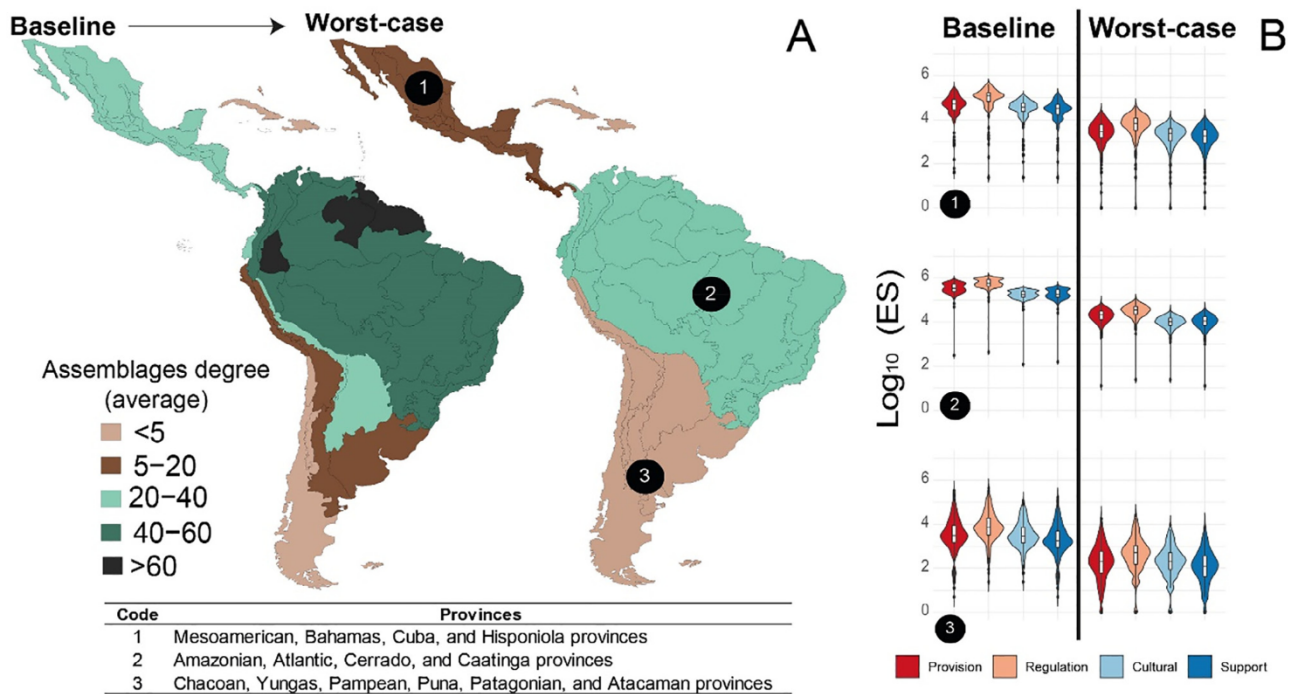 Baseline
Worst-case
A
1
2
3
Assemblages degree
(average)
<5
5−20
20−40
40−60
>60
Code Provinces
1 Mesoamerican, Bahamas, Cuba, and Hisponiola provinces
2 Amazonian, Atlantic, Cerrado, and Caatinga provinces
3 Chacoan, Yungas, Pampean, Puna, Patagonian, and Atacaman provinces
Baseline Worst-case B
Log₁₀ (ES)
6
4
2
0
1
6
4
2
0
2
6
4
2
0
3
Provision Regulation Cultural Support